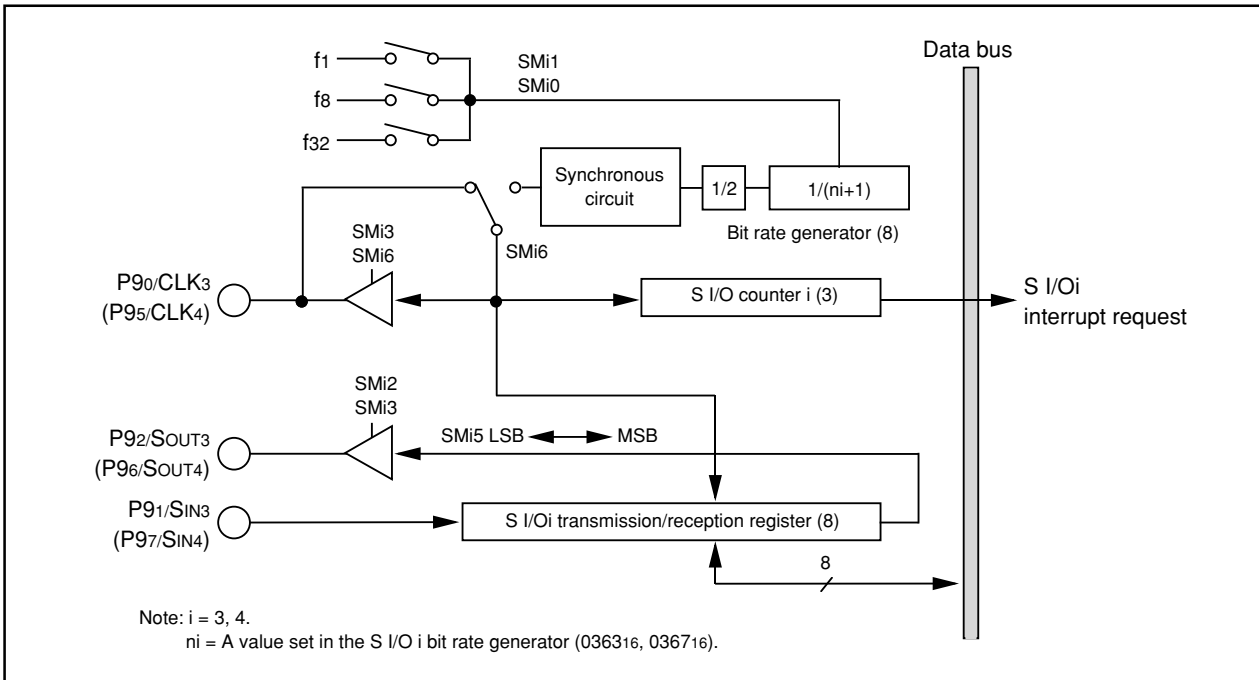 Data bus
f1
SMi1
SMi0
f8
f32
Synchronous
circuit
1/2
1/(ni+1)
Bit rate generator (8)
SMi3
SMi6
SMi6
P90/CLK3
(P95/CLK4)
S I/O counter i (3)
S I/Oi
interrupt request
SMi2
SMi3
P92/SOUT3
(P96/SOUT4)
SMi5 LSB
MSB
P91/SIN3
(P97/SIN4)
S I/Oi transmission/reception register (8)
8
Note: i = 3, 4.
ni = A value set in the S I/O i bit rate generator (036316, 036716).